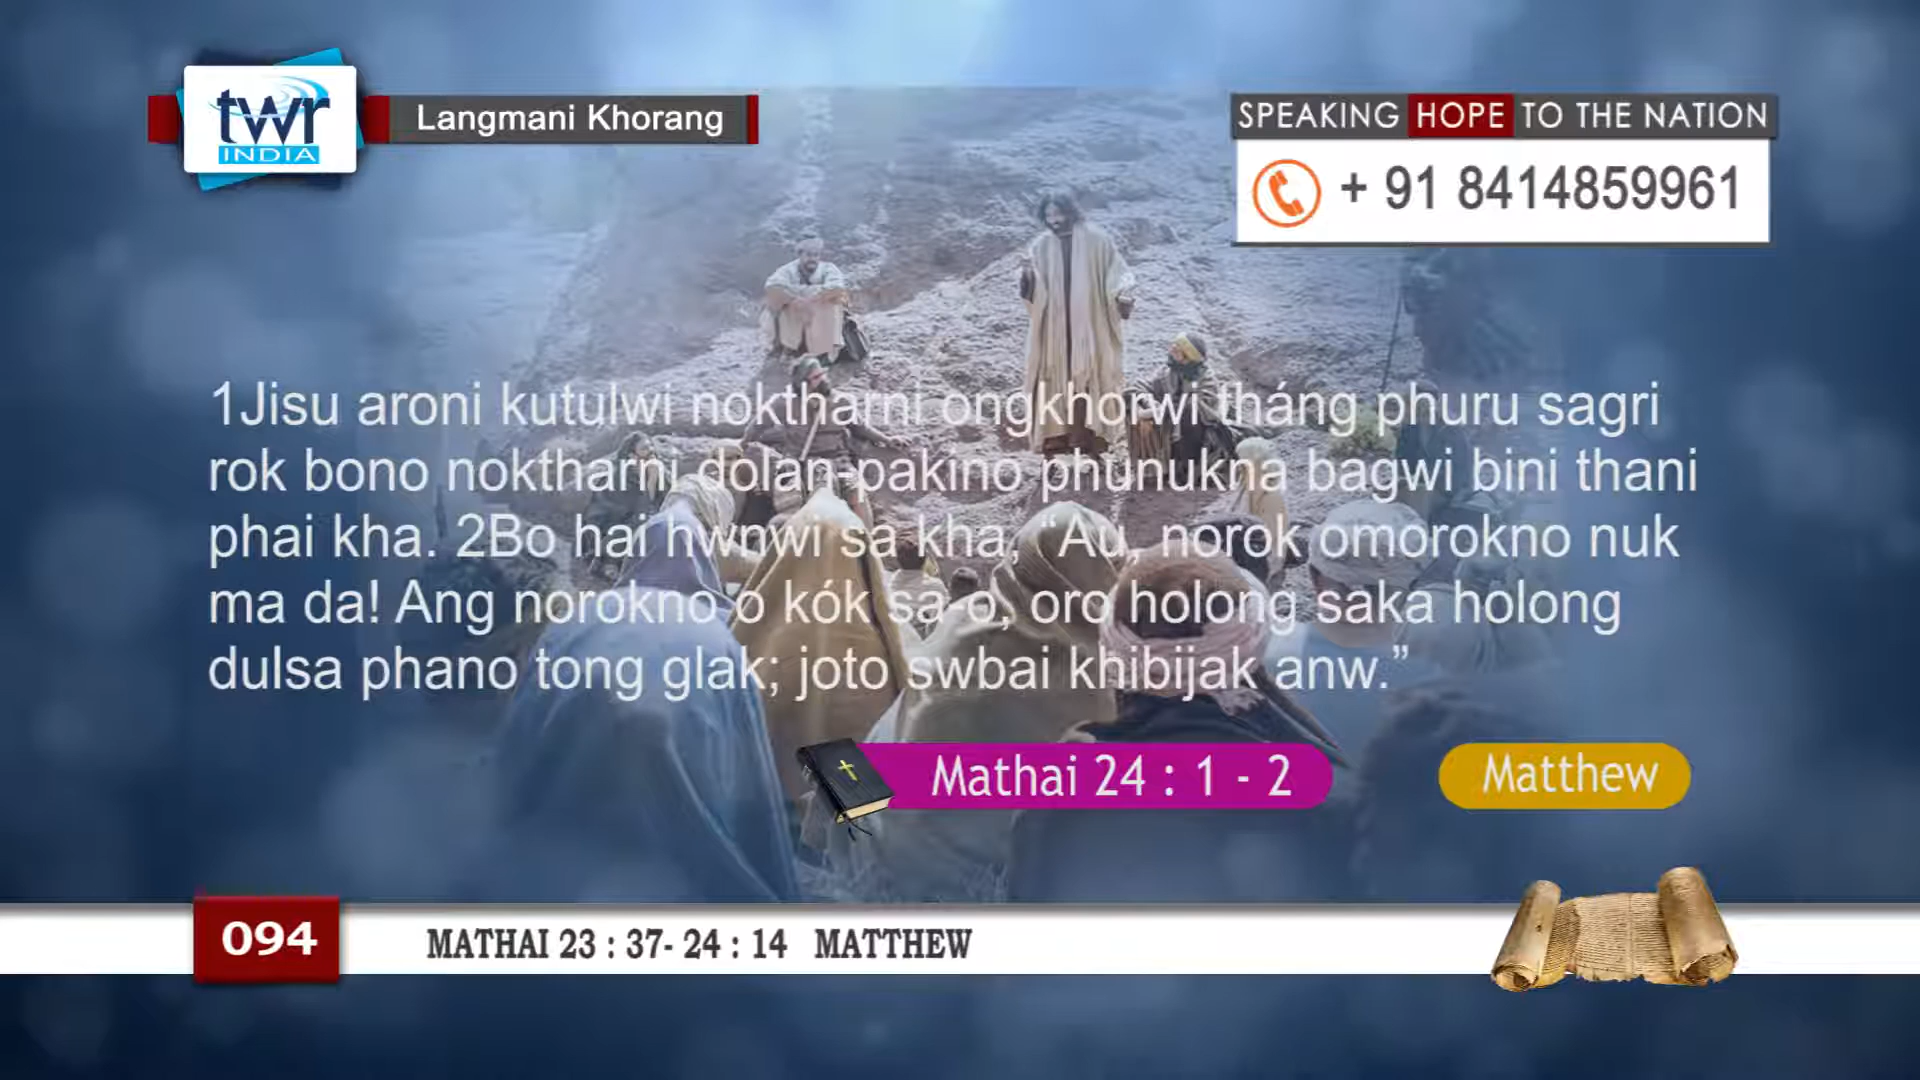 twr
INDIA
Langmani Khorang
SPEAKING HOPE TO THE NATION
+ 91 8414859961
1Jisu aroni kutulwi noktharni ongkhorwi tháng phuru sagri
rok bono noktharni dolan-pakino phunukna bagwi bini thani
phai kha. 2Bo hai hwnwi sa kha, “Au, norok omorokno nuk
ma da! Ang norokno o kók sa-o, oro holong saka holong
dulsa phano tong glak; joto swbai khibijak anw.”
Mathai 24 : 1 - 2
Matthew
094
MATHAI 23 : 37- 24 : 14 MATTHEW